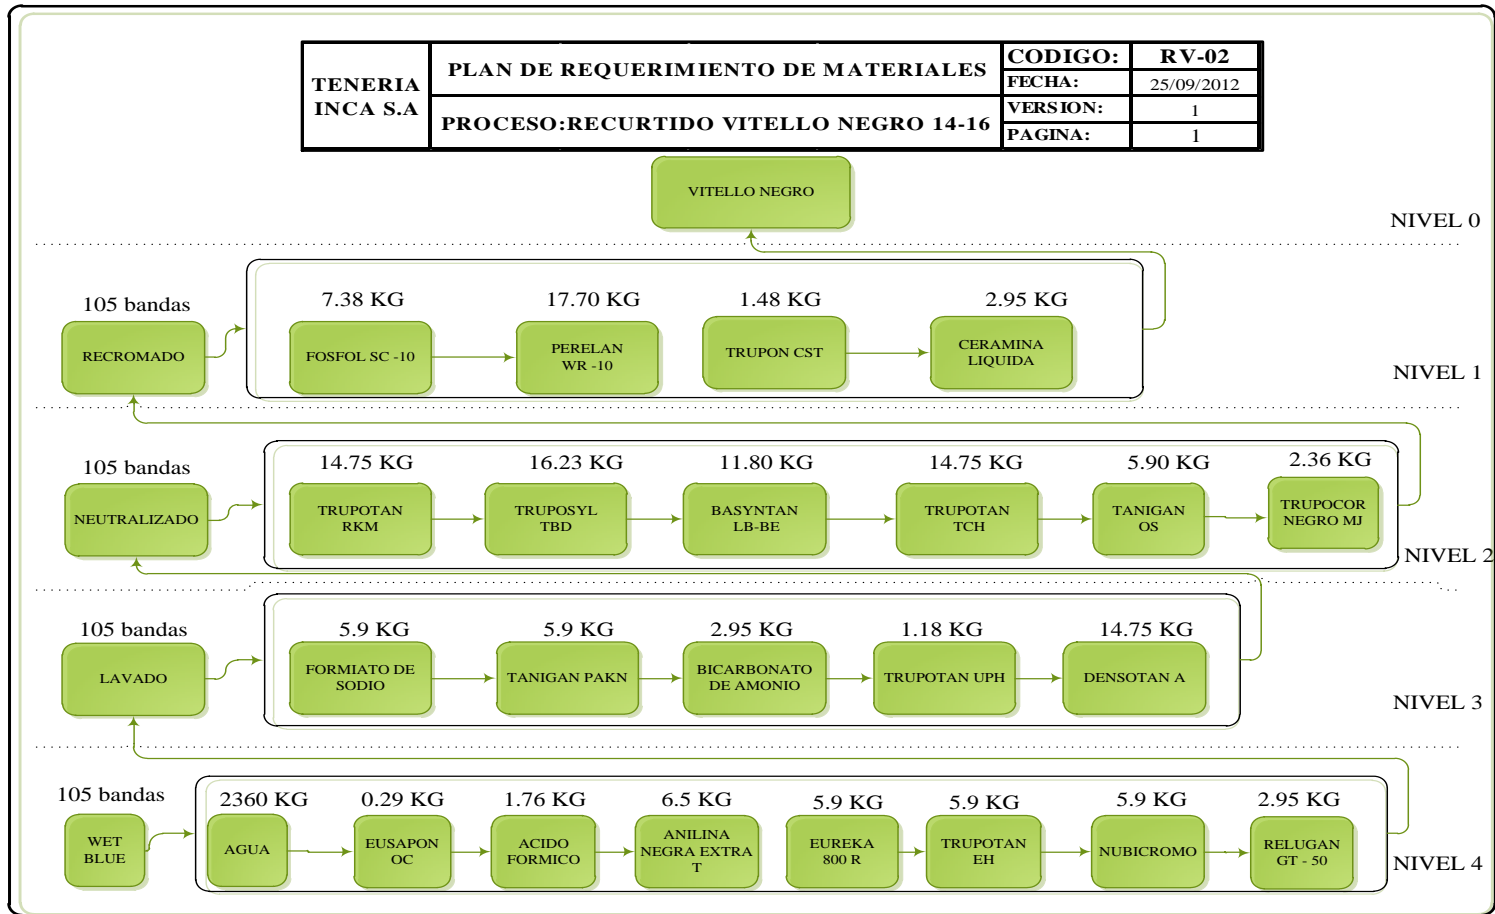 TENERIA
INCA S.A
PLAN DE REQUERIMIENTO DE MATERIALES
PROCESO:RECURTIDO VITELLO NEGRO 14-16
CODIGO: RV-02
FECHA: 25/09/2012
VERSION: 1
PAGINA: 1
VITELLO NEGRO
NIVEL 0
105 bandas
RECROMADO
7.38 KG
17.70 KG
1.48 KG
2.95 KG
FOSFOL SC -10
PERELAN
WR -10
TRUPON CST
CERAMINA
LIQUIDA
NIVEL 1
105 bandas
NEUTRALIZADO
14.75 KG
16.23 KG
11.80 KG
14.75 KG
5.90 KG
2.36 KG
TRUPOTAN
RKM
TRUPOSYL
TBD
BASYNTAN
LB-BE
TRUPOTAN
TCH
TANIGAN
OS
TRUPOCOR
NEGRO MJ
NIVEL 2
105 bandas
LAVADO
5.9 KG
5.9 KG
2.95 KG
1.18 KG
14.75 KG
FORMIATO DE
SODIO
TANIGAN PAKN
BICARBONATO
DE AMONIO
TRUPOTAN UPH
DENSOTAN A
NIVEL 3
105 bandas
WET
BLUE
2360 KG
0.29 KG
1.76 KG
6.5 KG
5.9 KG
5.9 KG
5.9 KG
2.95 KG
AGUA
EUSAPON
OC
ACIDO
FORMICO
ANILINA
NEGRA EXTRA
T
EUREKA
800 R
TRUPOTAN
EH
NUBICROMO
RELUGAN
GT - 50
NIVEL 4